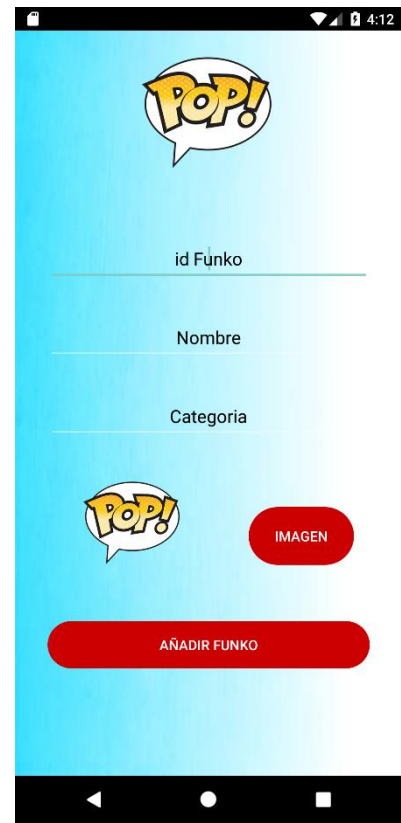 4:12
POP!
id Funko
Nombre
Categoria
POP!
IMAGEN
AÑADIR FUNKO